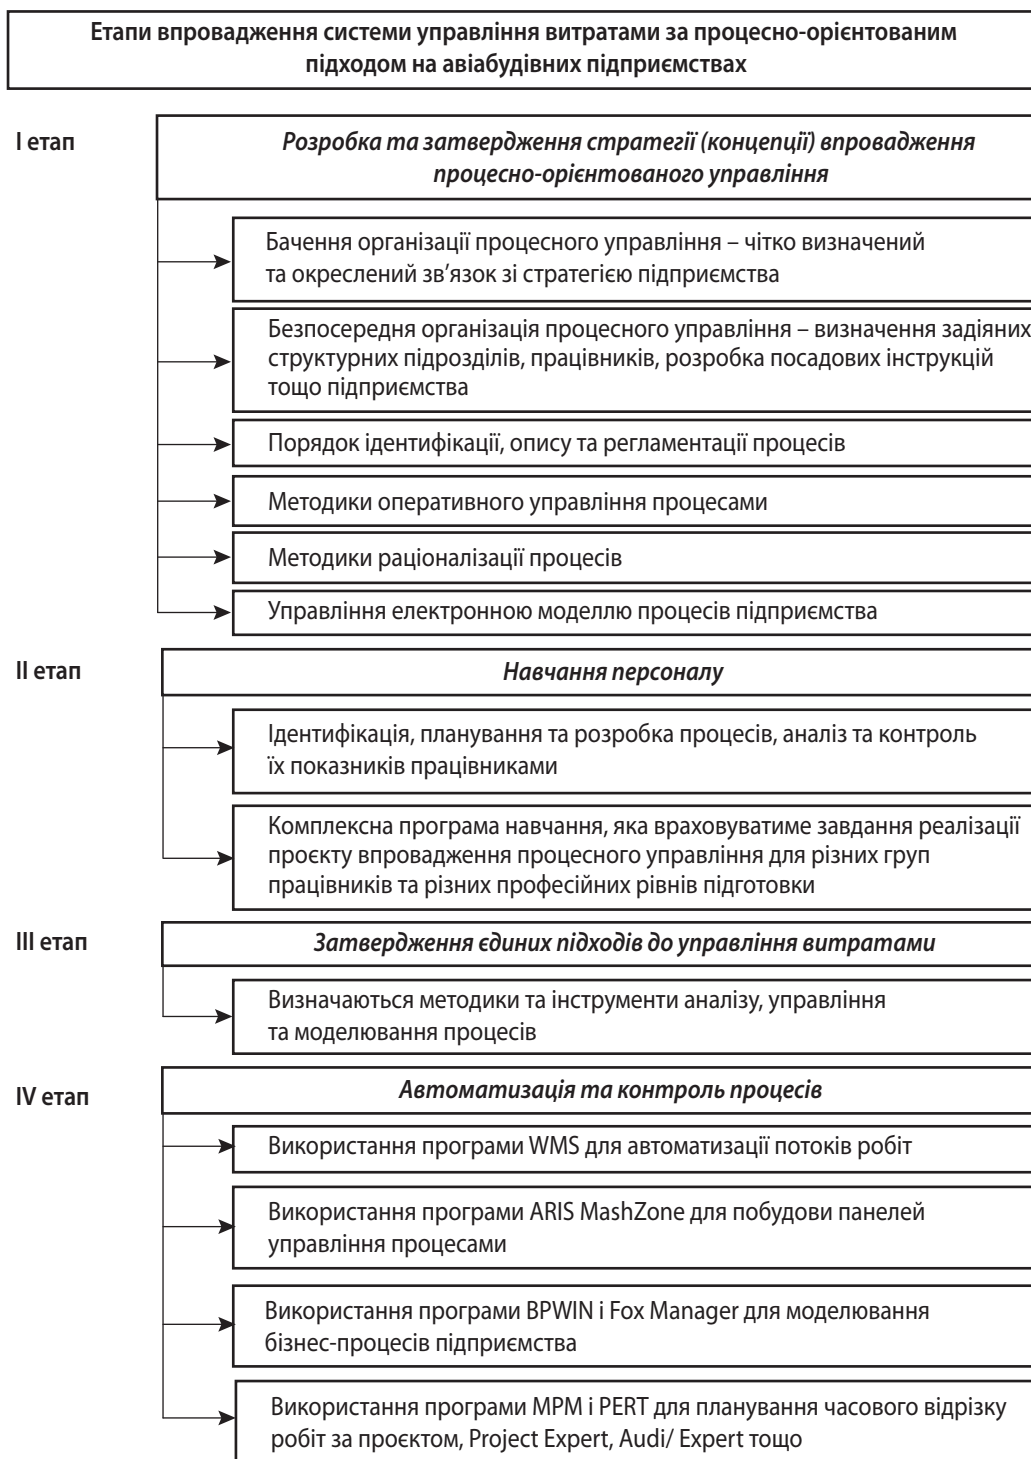 Етапи впровадження системи управління витратами за процесно-орієнтованим
підходом на авіабудівних підприємствах
І етап
Розробка та затвердження стратегії (концепції) впровадження
процесно-орієнтованого управління
Бачення організації процесного управління – чітко визначений
та окреслений зв’язок зі стратегією підприємства
Безпосередня організація процесного управління – визначення задіяних
структурних підрозділів, працівників, розробка посадових інструкцій
тощо підприємства
Порядок ідентифікації, опису та регламентації процесів
Методики оперативного управління процесами
Методики раціоналізації процесів
Управління електронною моделлю процесів підприємства
ІІ етап
Навчання персоналу
Ідентифікація, планування та розробка процесів, аналіз та контроль
їх показників працівниками
Комплексна програма навчання, яка враховуватиме завдання реалізації
проєкту впровадження процесного управління для різних груп
працівників та різних професійних рівнів підготовки
ІІІ етап
Затвердження єдиних підходів до управління витратами
Визначаються методики та інструменти аналізу, управління
та моделювання процесів
IV етап
Автоматизація та контроль процесів
Використання програми WMS для автоматизації потоків робіт
Використання програми ARIS MashZone для побудови панелей
управління процесами
Використання програми BPWIN і Fox Manager для моделювання
бізнес-процесів підприємства
Використання програми MPM і PERT для планування часового відрізку
робіт за проєктом, Project Expert, Audi/ Expert тощо